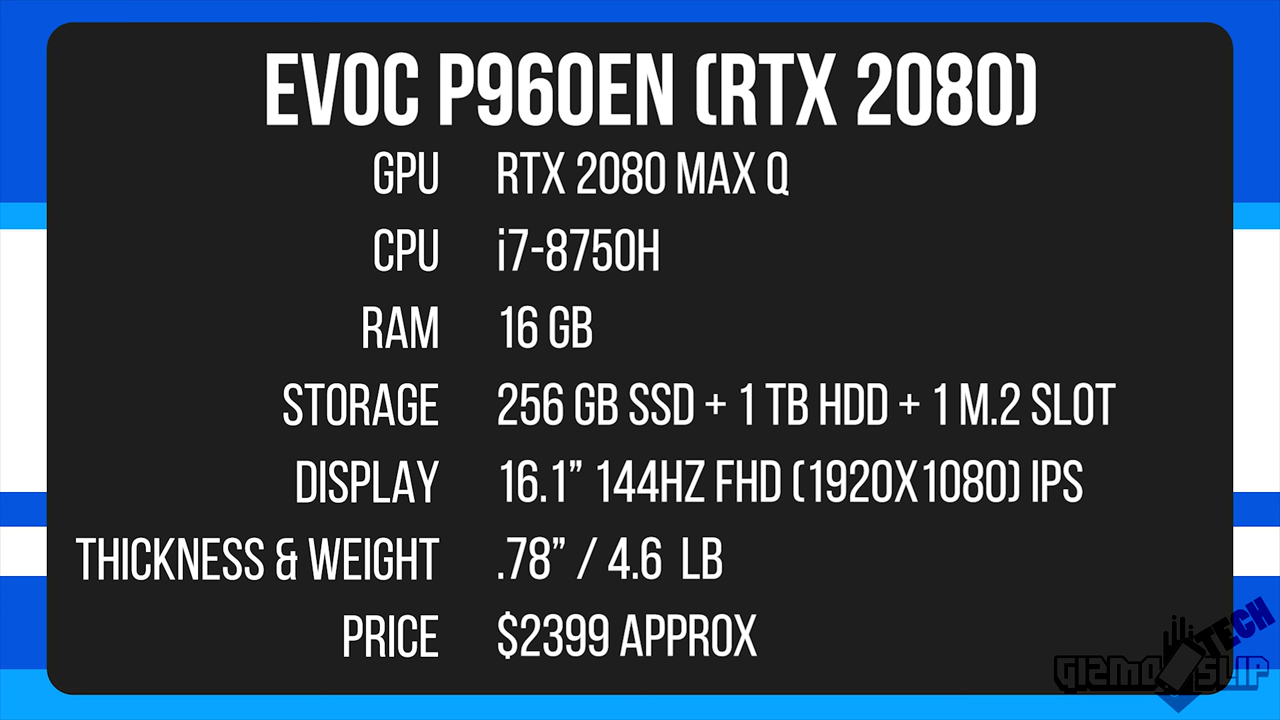 EVOC P960EN (RTX 2080)
GPU RTX 2080 MAX Q
CPU i7-8750H
RAM 16 GB
STORAGE 256 GB SSD + 1 TB HDD + 1 M.2 SLOT
DISPLAY 16.1” 144HZ FHD (1920X1080) IPS
THICKNESS & WEIGHT .78” / 4.6 LB
PRICE $2399 APPROX
TECH
GIZMO SLIP